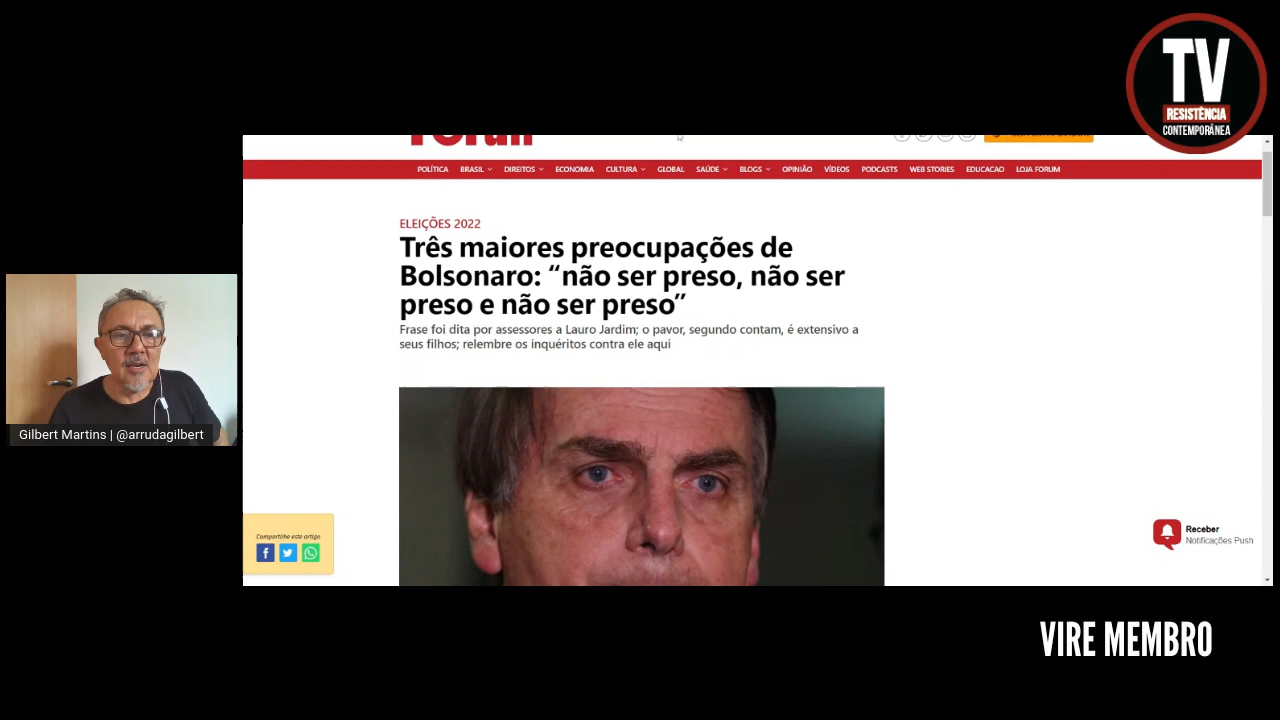 TV
RESISTÊNCIA
CONTEMPORÂNEA
POLÍTICA BRASIL DIREITOS ECONOMIA CULTURA GLOBAL SAÚDE BLOGS OPINIÃO VÍDEOS PODCASTS WEB STORIES EDUCACAO LOJA FORUM
ELEIÇÕES 2022
Três maiores preocupações de
Bolsonaro: “não ser preso, não ser
preso e não ser preso”
Frase foi dita por assessores a Lauro Jardim; o pavor, segundo contam, é extensivo a
seus filhos; relembre os inquéritos contra ele aqui
Gilbert Martins | @arrudagilbert
Compartilhe este artigo
Receber
Notificações Push
VIRE MEMBRO